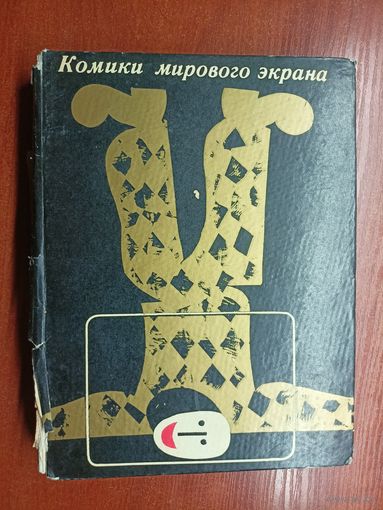 Комики мирового экрана